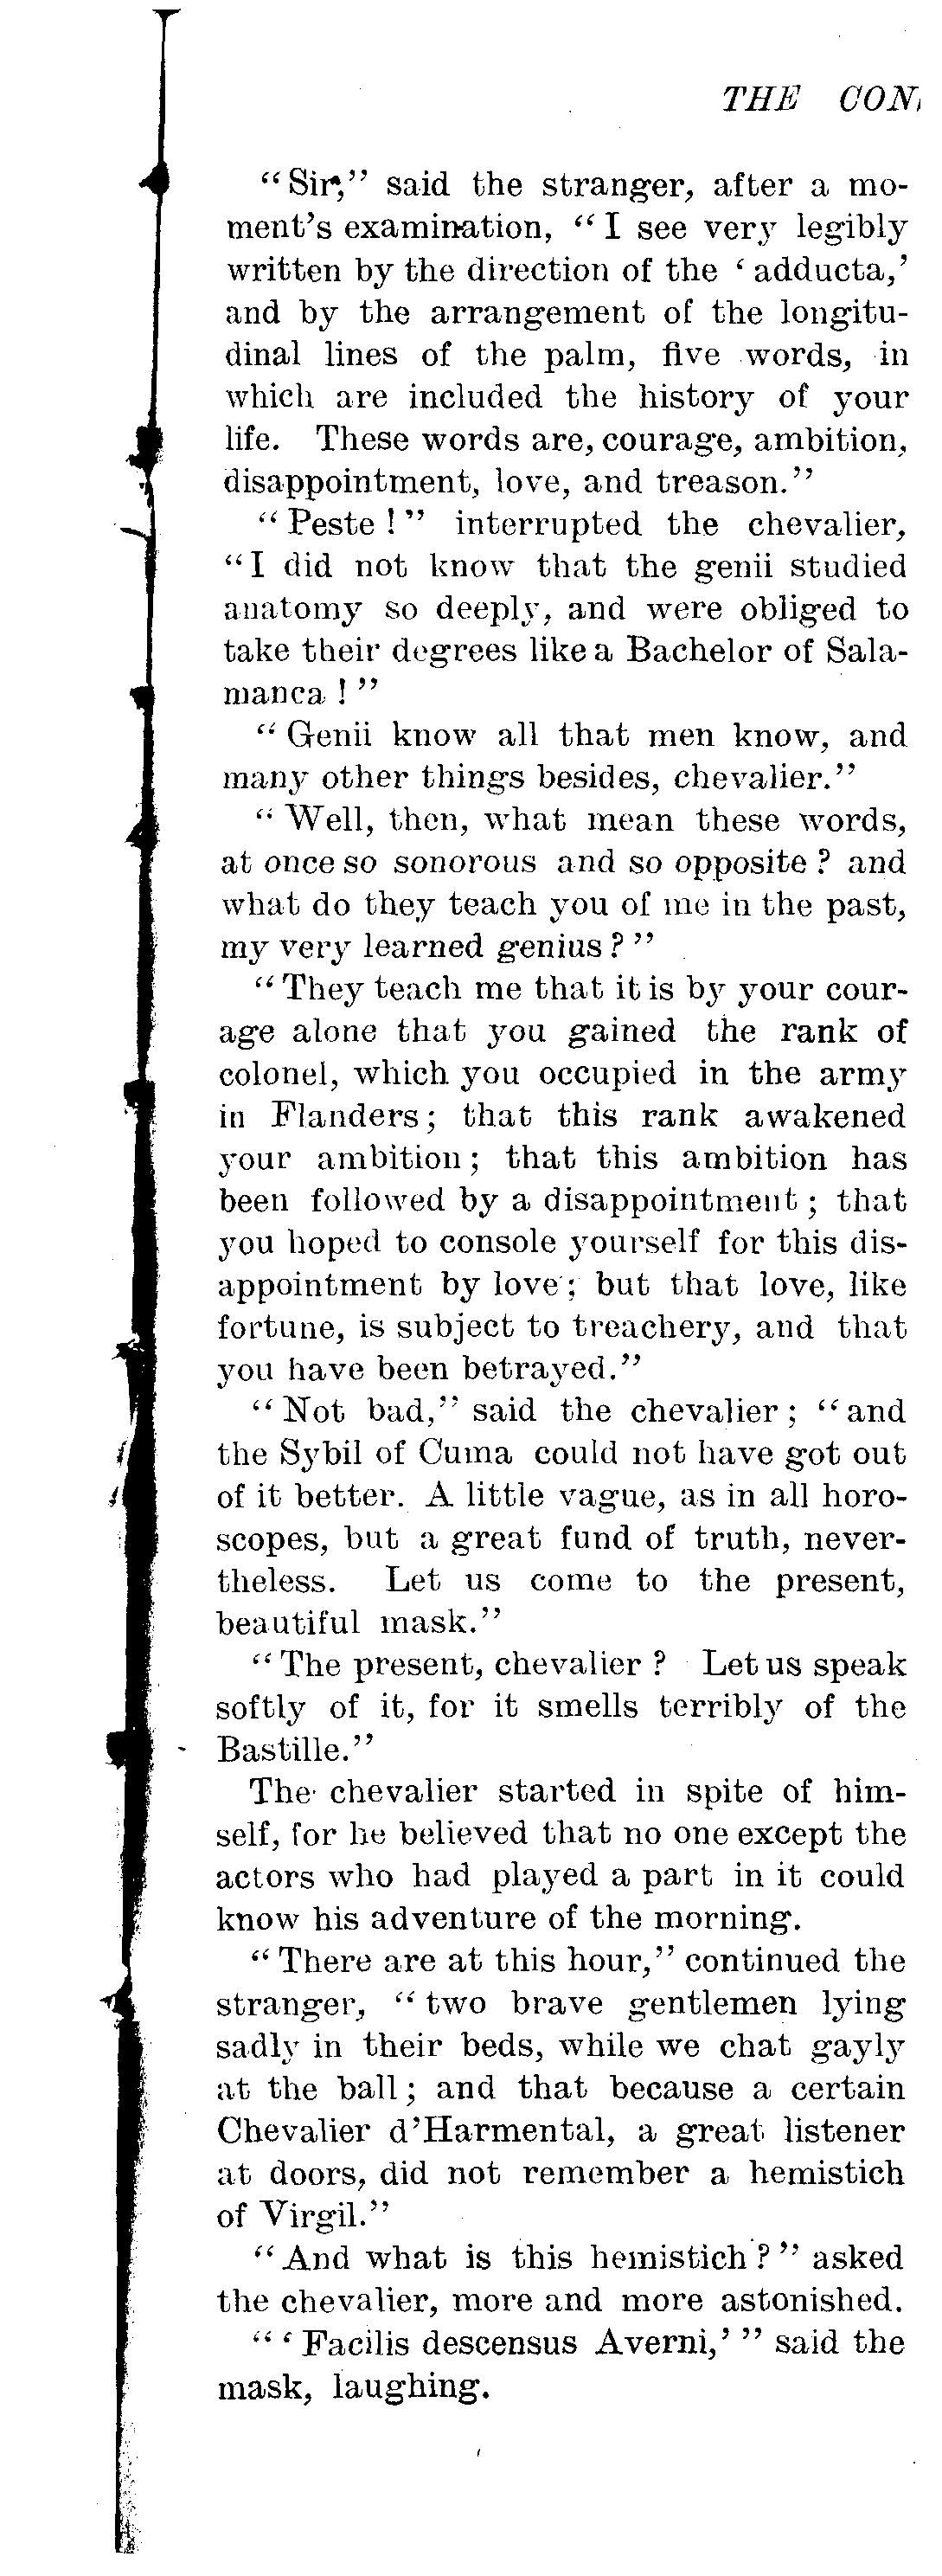 THE CON
"Sir," said the stranger, after a mo-
ment's examination, "I see very legibly
written by the direction of the 'adducta,'
and by the arrangement of the longitu-
dinal lines of the palm, five words, in
which are included the history of your
life. These words are, courage, ambition,
disappointment, love, and treason."
"Peste!" interrupted the chevalier,
"I did not know that the genii studied
anatomy so deeply, and were obliged to
take their degrees like a Bachelor of Sala-
manca!"
"Genii know all that men know, and
many other things besides, chevalier."
"Well, then, what mean these words,
at once so sonorous and so opposite? and
what do they teach you of me in the past,
my very learned genius?"
"They teach me that it is by your cour-
age alone that you gained the rank of
colonel, which you occupied in the army
in Flanders; that this rank awakened
your ambition; that this ambition has
been followed by a disappointment; that
you hoped to console yourself for this dis-
appointment by love; but that love, like
fortune, is subject to treachery, and that
you have been betrayed."
"Not bad," said the chevalier; "and
the Sybil of Cuma could not have got out
of it better. A little vague, as in all horo-
scopes, but a great fund of truth, never-
theless. Let us come to the present,
beautiful mask."
"The present, chevalier? Let us speak
softly of it, for it smells terribly of the
Bastille."
The chevalier started in spite of him-
self, for he believed that no one except the
actors who had played a part in it could
know his adventure of the morning.
"There are at this hour," continued the
stranger, "two brave gentlemen lying
sadly in their beds, while we chat gayly
at the ball; and that because a certain
Chevalier d'Harmental, a great listener
at doors, did not remember a hemistich
of Virgil."
"And what is this hemistich?" asked
the chevalier, more and more astonished.
"'Facilis descensus Averni,'" said the
mask, laughing.